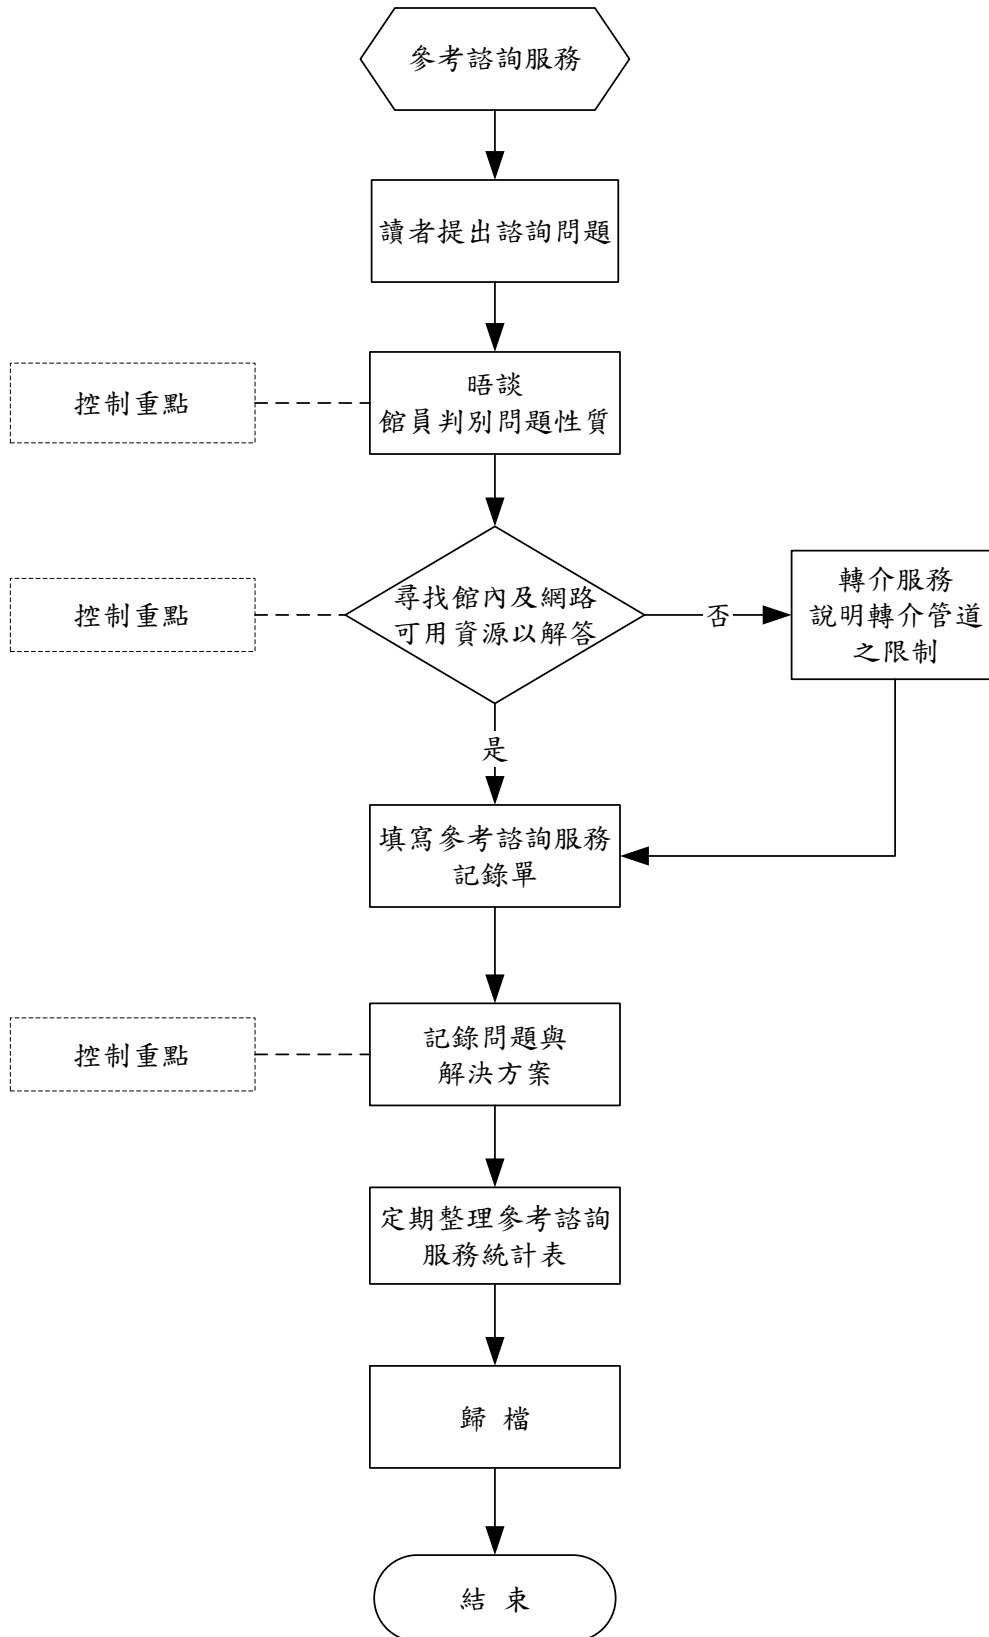 參考諮詢服務
讀者提出諮詢問題
控制重點
晤談
館員判別問題性質
控制重點
尋找館內及網路
可用資源以解答
否
轉介服務
說明轉介管道
之限制
是
填寫參考諮詢服務
記錄單
控制重點
記錄問題與
解決方案
定期整理參考諮詢
服務統計表
歸 檔
結 束